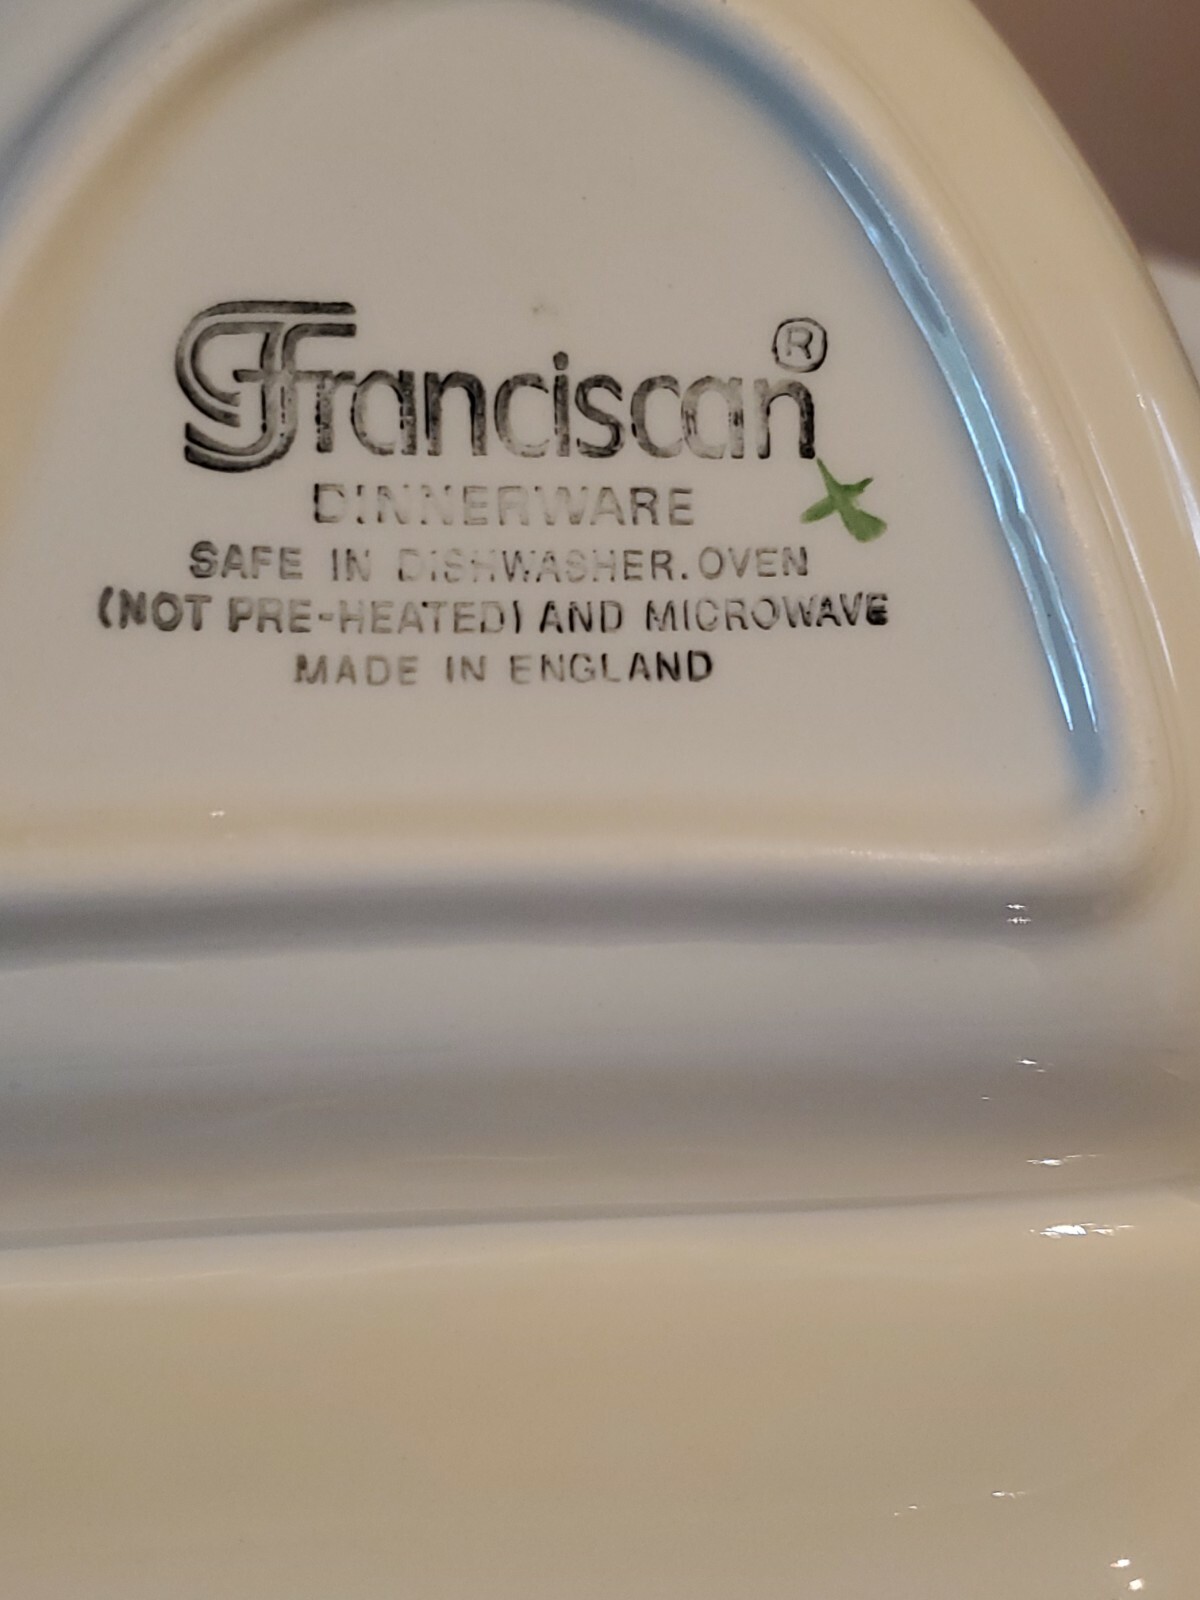 Franciscan ®
DINNERWARE
SAFE IN DISHWASHER. OVEN
(NOT PRE-HEATED) AND MICROWAVE
MADE IN ENGLAND